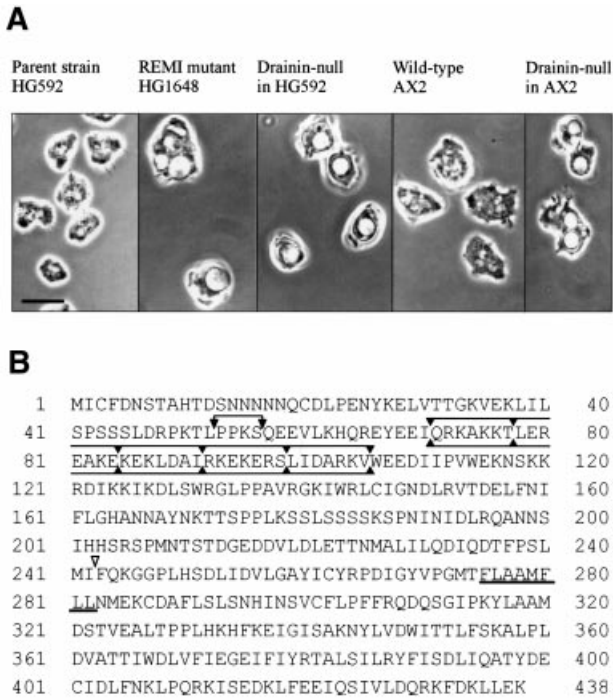 A
Parent strain HG592
REMI mutant HG1648
Drainin-null in HG592
Wild-type AX2
Drainin-null in AX2
B
1 MICFDNSTAHTDSNNNNNQCDLPENYKELVTTGKVEKLIL 40
41 SPSSSLDRPKTLPPKSQEEVLKHQREYEEIQRKAKKTLER 80
81 EAKEKEKLDAIRKEKERSLIDARKVWEEDIIPVWEKNSKK 120
121 RDIKKIKDLSWRGLPPAVRGKIWRLCIGNDLRVTDELFNI 160
161 FLGHANNAYNKTTSPPLKSSLSSSSKSPNINIDLRQANNS 200
201 IHHSRSPMNTSTDGEDDVLDLETTNMALILQDIQDTFPSL 240
241 MIFQKGGPLHSDLIDVLGAYICYRPDIGYVPGMTFLAAMF 280
281 LLNMEKCDAFLSLSNHINSVCFLPFFRQDQSGIPKYLAAM 320
321 DSTVEALTPPLHKHFKEIGISAKNYLVDWITTLFSKALPL 360
361 DVATTIWDLVFIEGEIFIYRTALSILRYFISDLIQATYDE 400
401 CIDLFNKLPQRKISEDKLFEEIQSIVLDQRKFDKLLEK 438